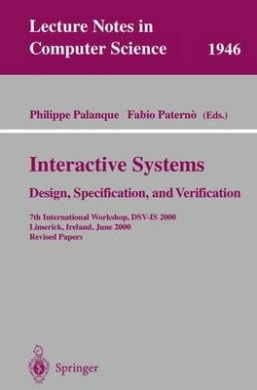 Lecture Notes in
Computer Science 1946
Philippe Palanque Fabio Paternò (Eds.)
Interactive Systems
Design, Specification, and Verification
7th International Workshop, DSV-IS 2000
Limerick, Ireland, June 2000
Revised Papers
Springer